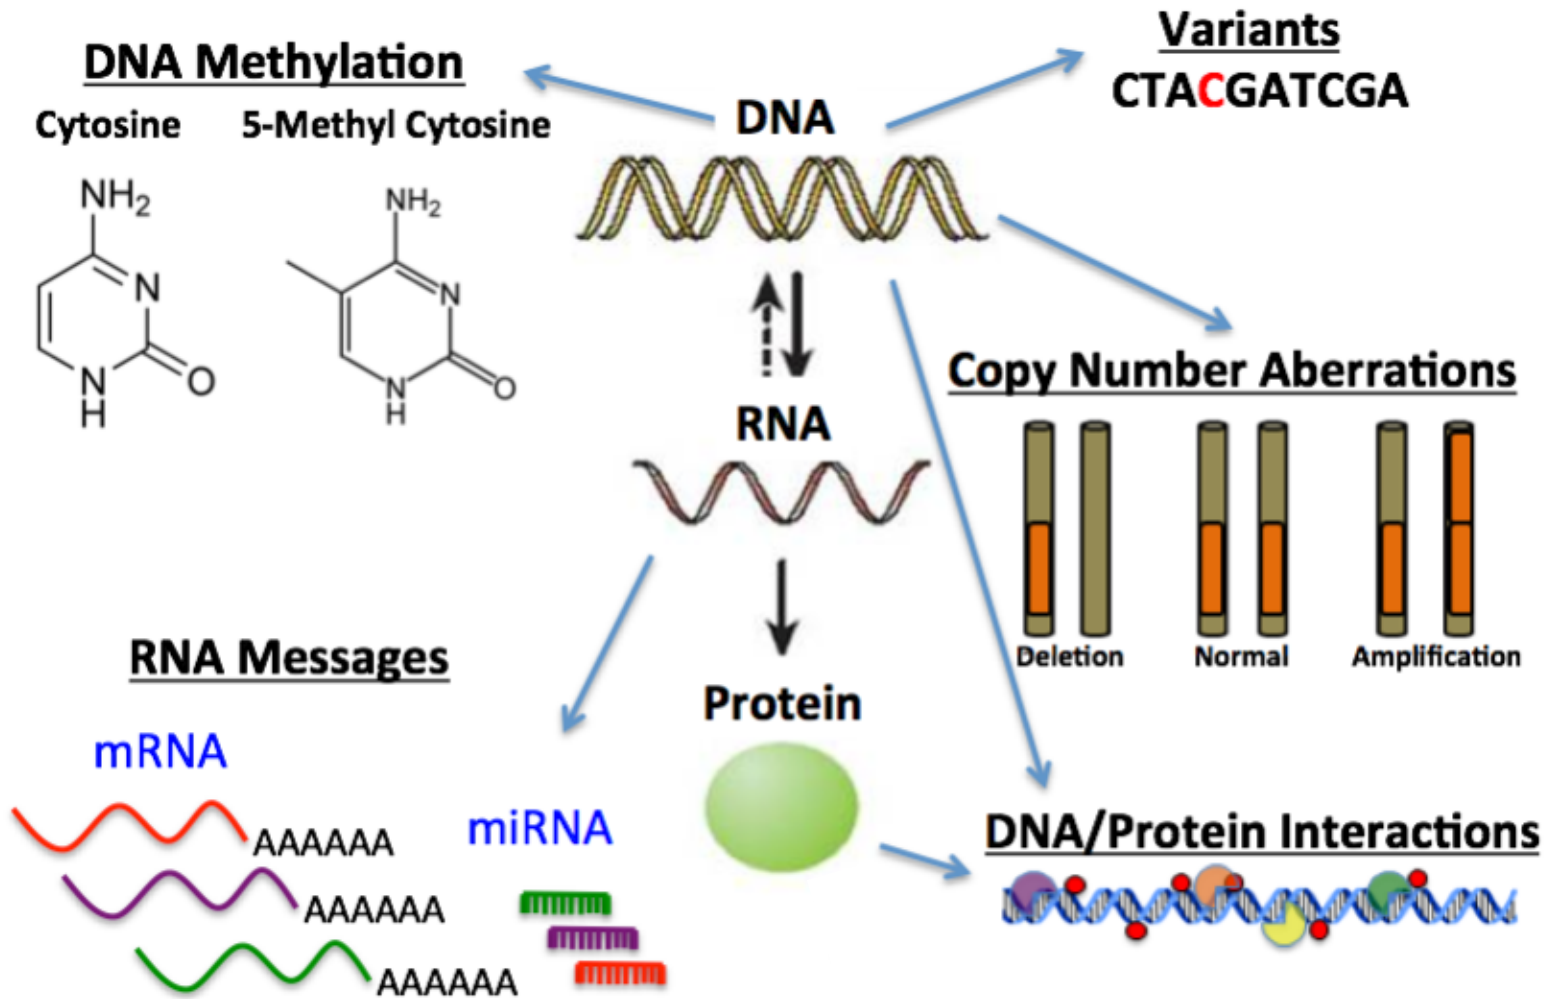 DNA Methylation
Cytosine
5-Methyl Cytosine
NH2
N
N
H
O
NH2
N
N
H
O
DNA
Variants
CTACGATCGA
RNA
Copy Number Aberrations
Deletion
Normal
Amplification
RNA Messages
mRNA
AAAAAA
AAAAAA
AAAAAA
miRNA
Protein
DNA/Protein Interactions